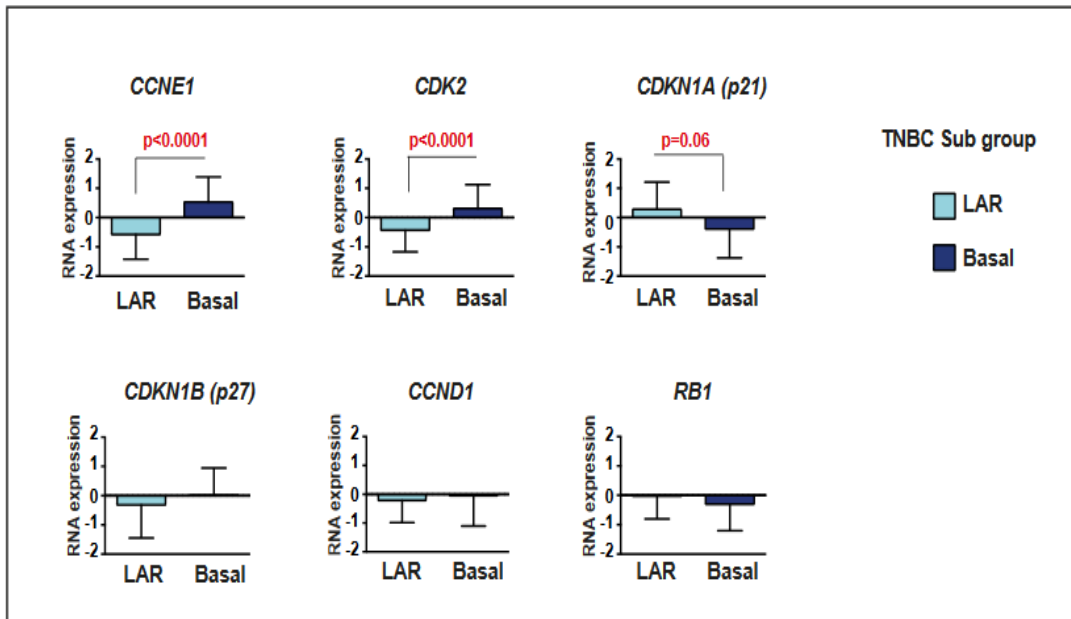 CCNE1
CDK2
CDKN1A (p21)
p<0.0001
p<0.0001
p=0.06
TNBC Sub group
RNA expression
2
1
0
-1
-2
LAR
Basal
RNA expression
2
1
0
-1
-2
LAR
Basal
RNA expression
2
1
0
-1
-2
LAR
Basal
LAR
Basal
CDKN1B (p27)
CCND1
RB1
RNA expression
2
1
0
-1
-2
LAR
Basal
RNA expression
2
1
0
-1
-2
LAR
Basal
RNA expression
2
1
0
-1
-2
LAR
Basal